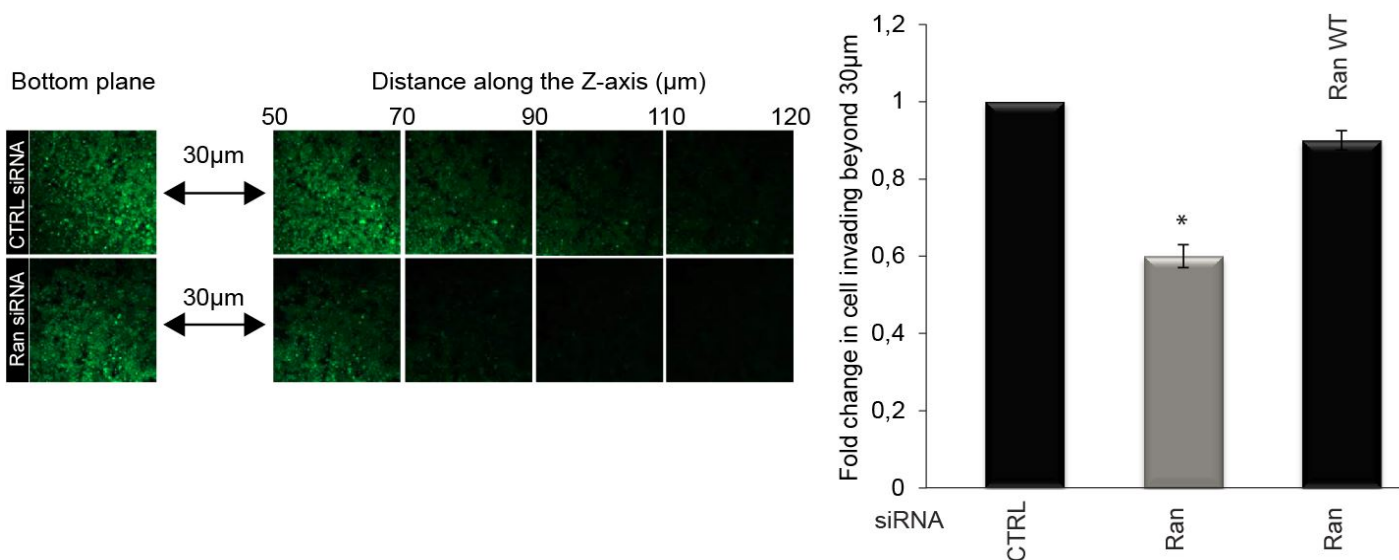 Bottom plane
Distance along the Z-axis (µm)
50 70 90 110 120
CTRL siRNA
30µm
Ran siRNA
30µm
Fold change in cell invading beyond 30µm
1,2
1
0,8
0,6
0,4
0,2
0
*
Ran WT
siRNA
CTRL
Ran
Ran